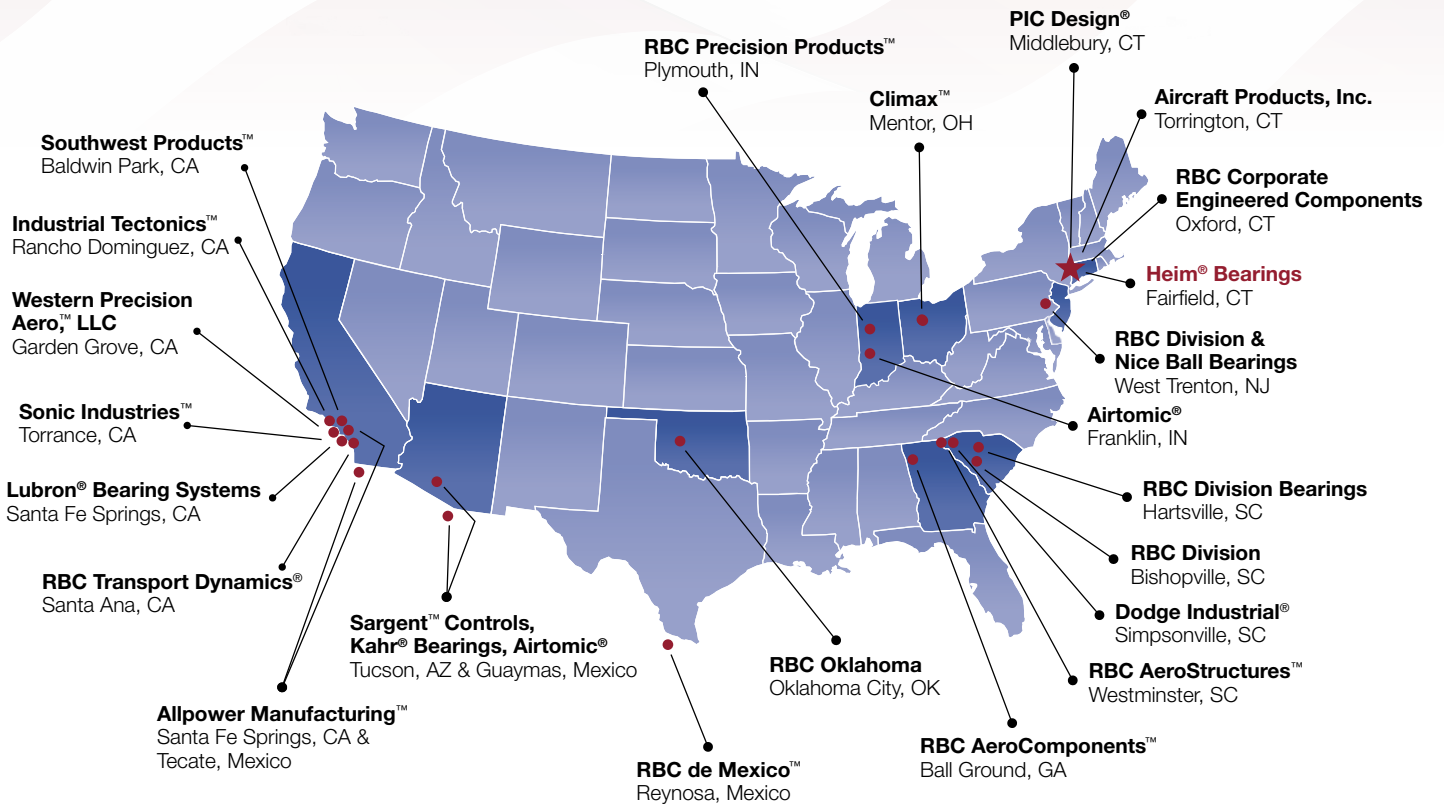 PIC Design®
Middlebury, CT
RBC Precision Products™
Plymouth, IN
Climax™
Mentor, OH
Aircraft Products, Inc.
Torrington, CT
Southwest Products™
Baldwin Park, CA
RBC Corporate
Engineered Components
Oxford, CT
Industrial Tectonics™
Rancho Dominguez, CA
Heim® Bearings
Fairfield, CT
Western Precision
Aero,™ LLC
Garden Grove, CA
RBC Division &
Nice Ball Bearings
West Trenton, NJ
Sonic Industries™
Torrance, CA
Airtomic®
Franklin, IN
Lubron® Bearing Systems
Santa Fe Springs, CA
RBC Division Bearings
Hartsville, SC
RBC Division
Bishopville, SC
RBC Transport Dynamics®
Santa Ana, CA
Dodge Industrial®
Simpsonville, SC
Sargent™ Controls,
Kahr® Bearings, Airtomic®
Tucson, AZ & Guaymas, Mexico
RBC Oklahoma
Oklahoma City, OK
RBC AeroStructures™
Westminster, SC
Allpower Manufacturing™
Santa Fe Springs, CA &
Tecate, Mexico
RBC AeroComponents™
Ball Ground, GA
RBC de Mexico™
Reynosa, Mexico